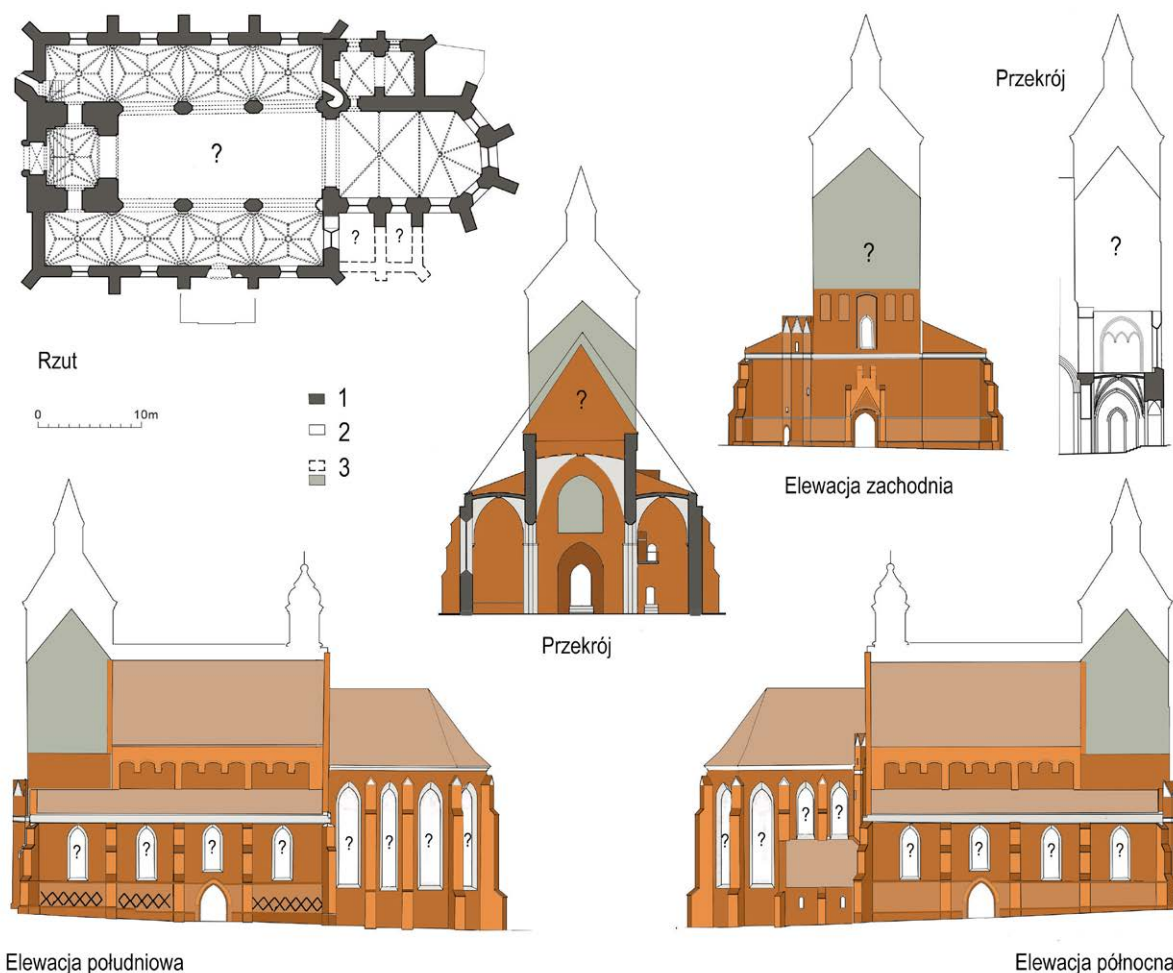 Przekrój
?
?
?
?
?
Rzut
0 10m
1
2
3
?
Elewacja zachodnia
Przekrój
? ? ? ? ? ? ? ?
? ? ? ? ? ? ? ?
Elewacja południowa
Elewacja północna